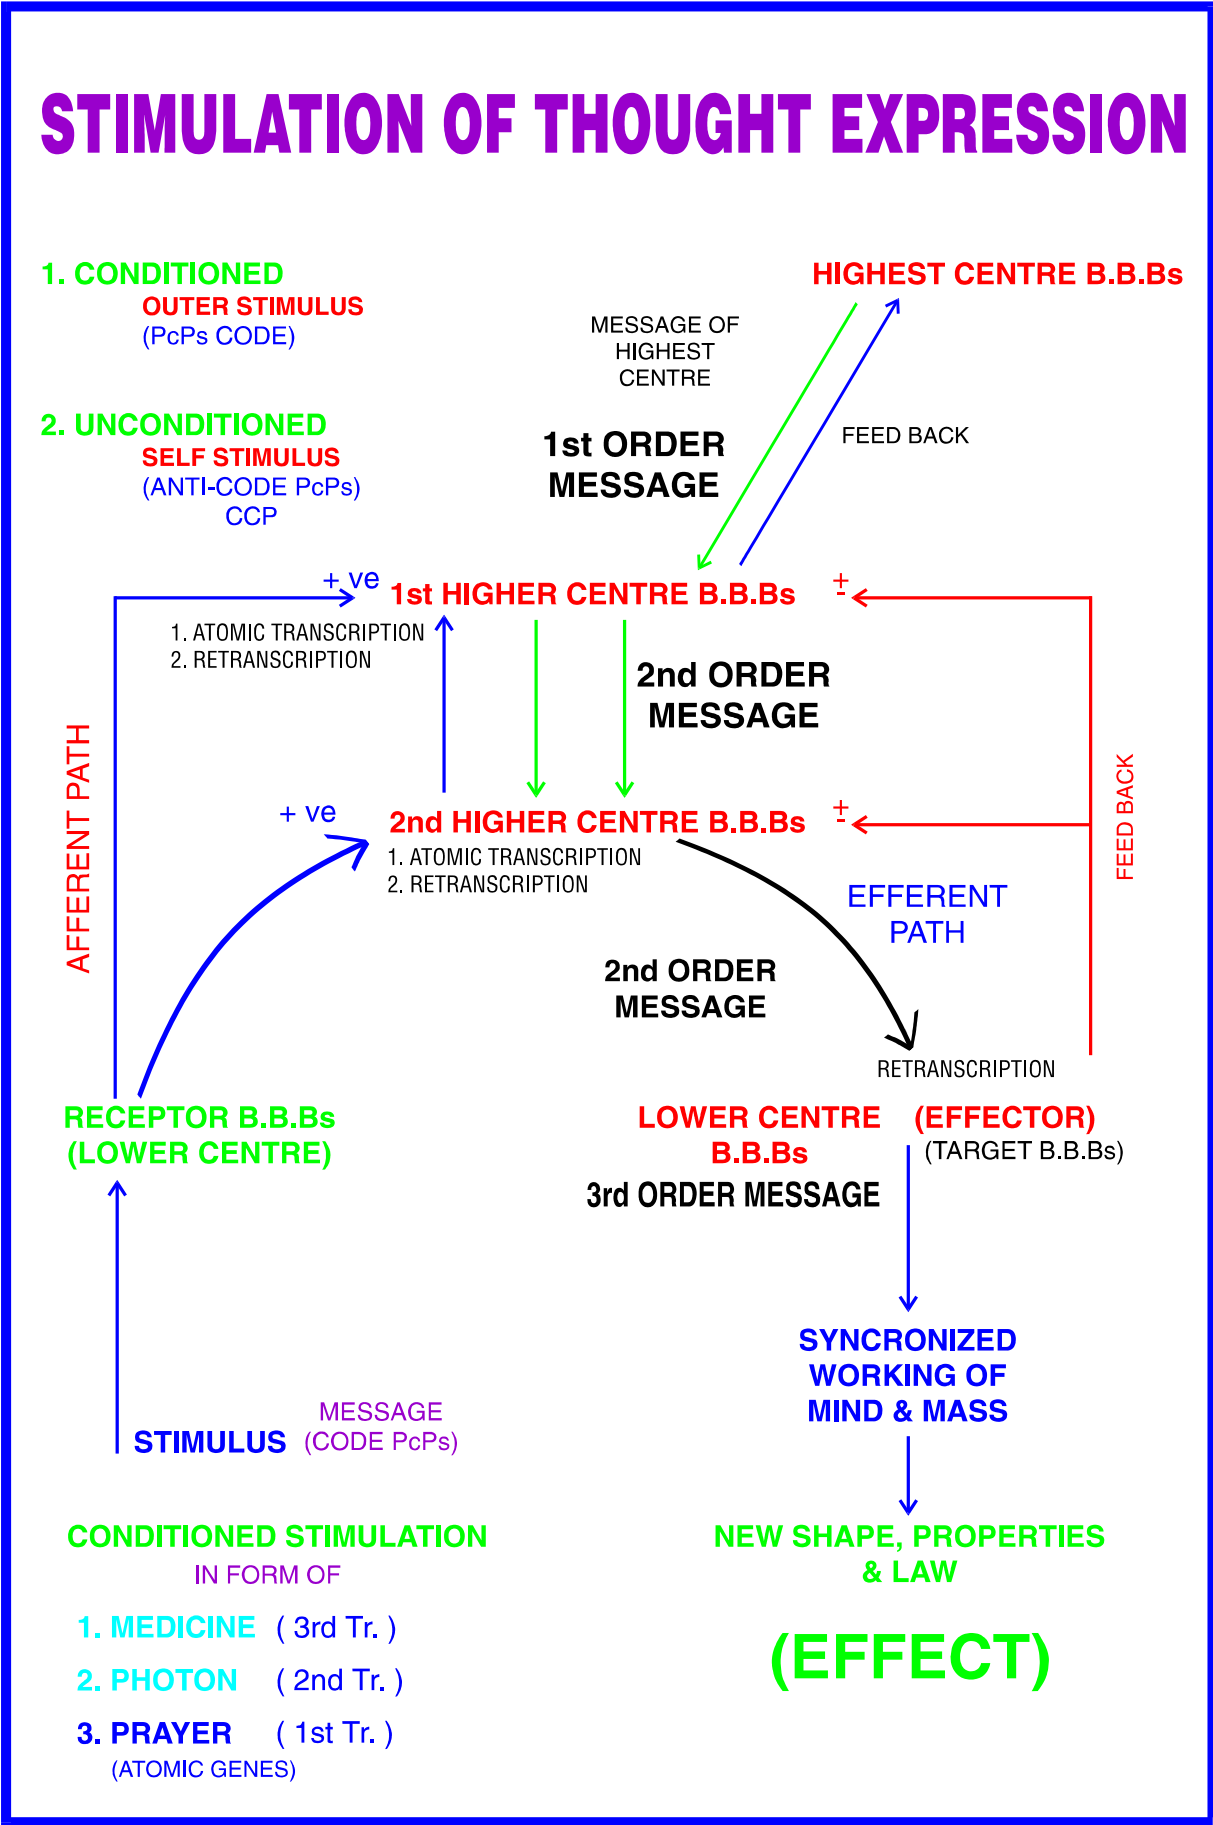 STIMULATION OF THOUGHT EXPRESSION
1. CONDITIONED
OUTER STIMULUS
(PcPs CODE)
2. UNCONDITIONED
SELF STIMULUS
(ANTI-CODE PcPs)
CCP
HIGHEST CENTRE B.B.Bs
MESSAGE OF
HIGHEST
CENTRE
1st ORDER
MESSAGE
FEED BACK
+ ve
1st HIGHER CENTRE B.B.Bs
+
-
1. ATOMIC TRANSCRIPTION
2. RETRANSCRIPTION
2nd ORDER
MESSAGE
AFFERENT PATH
FEED BACK
+ ve
2nd HIGHER CENTRE B.B.Bs
+
-
1. ATOMIC TRANSCRIPTION
2. RETRANSCRIPTION
EFFERENT
PATH
2nd ORDER
MESSAGE
RETRANSCRIPTION
RECEPTOR B.B.Bs
(LOWER CENTRE)
LOWER CENTRE (EFFECTOR)
B.B.Bs (TARGET B.B.Bs)
3rd ORDER MESSAGE
SYNCRONIZED
WORKING OF
MIND & MASS
MESSAGE
STIMULUS (CODE PcPs)
CONDITIONED STIMULATION
IN FORM OF
1. MEDICINE ( 3rd Tr. )
2. PHOTON ( 2nd Tr. )
3. PRAYER ( 1st Tr. )
(ATOMIC GENES)
NEW SHAPE, PROPERTIES
& LAW
(EFFECT)